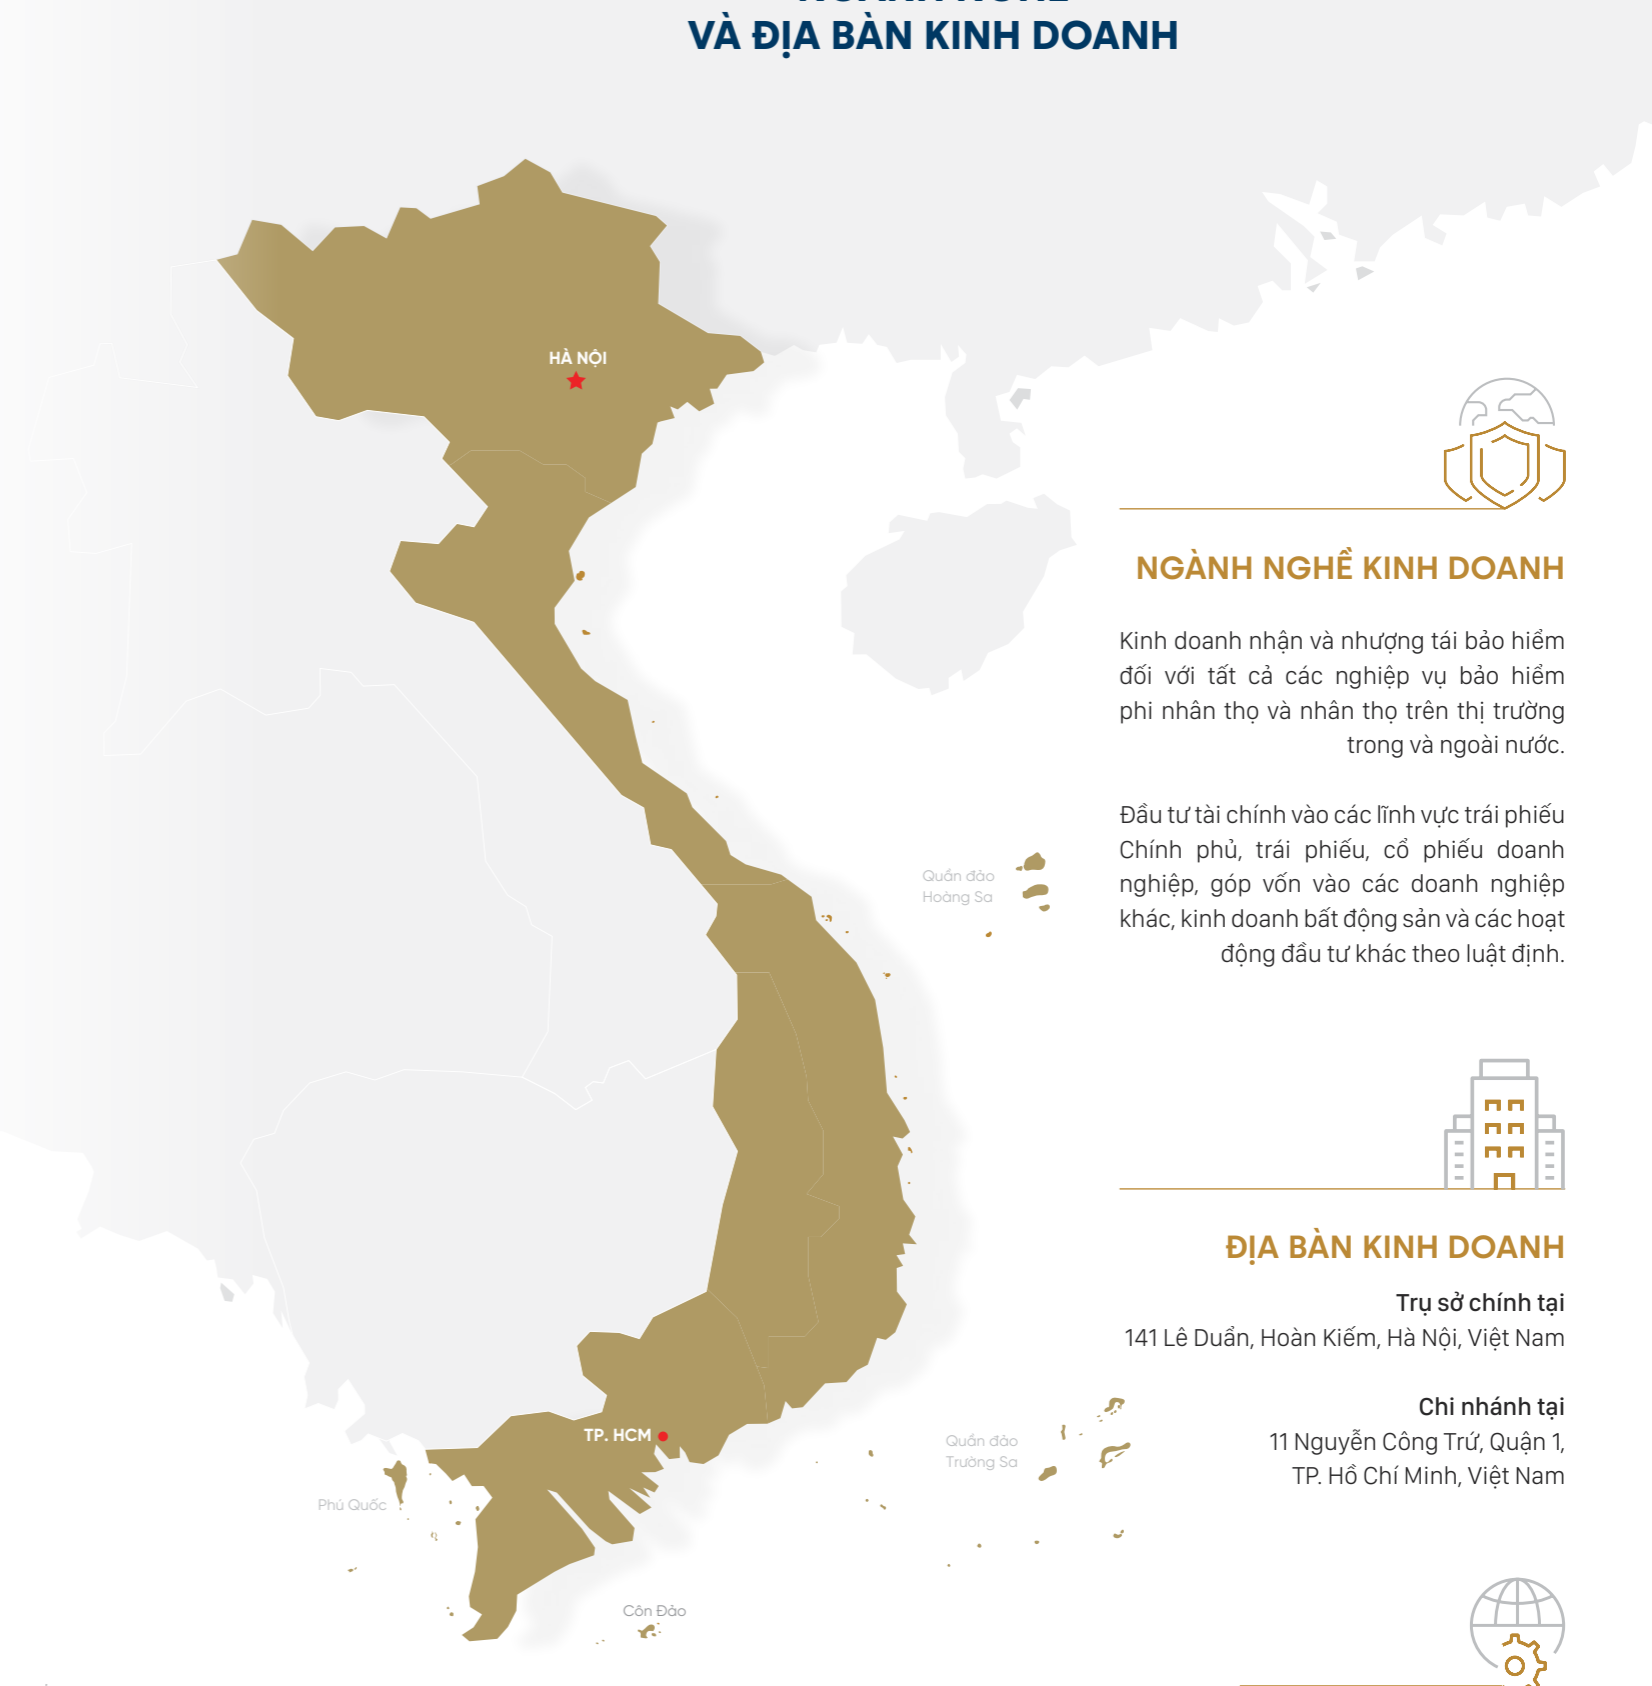 VÀ ĐỊA BÀN KINH DOANH
HÀ NỘI
NGÀNH NGHỀ KINH DOANH
Kinh doanh nhận và nhượng tái bảo hiểm
đối với tất cả các nghiệp vụ bảo hiểm
phi nhân thọ và nhân thọ trên thị trường
trong và ngoài nước.
Đầu tư tài chính vào các lĩnh vực trái phiếu
Chính phủ, trái phiếu, cổ phiếu doanh
nghiệp, góp vốn vào các doanh nghiệp
khác, kinh doanh bất động sản và các hoạt
động đầu tư khác theo luật định.
Quần đảo
Hoàng Sa
ĐỊA BÀN KINH DOANH
Trụ sở chính tại
141 Lê Duẩn, Hoàn Kiếm, Hà Nội, Việt Nam
Chi nhánh tại
11 Nguyễn Công Trứ, Quận 1,
TP. Hồ Chí Minh, Việt Nam
TP. HCM
Quần đảo
Trường Sa
Phú Quốc
Côn Đảo